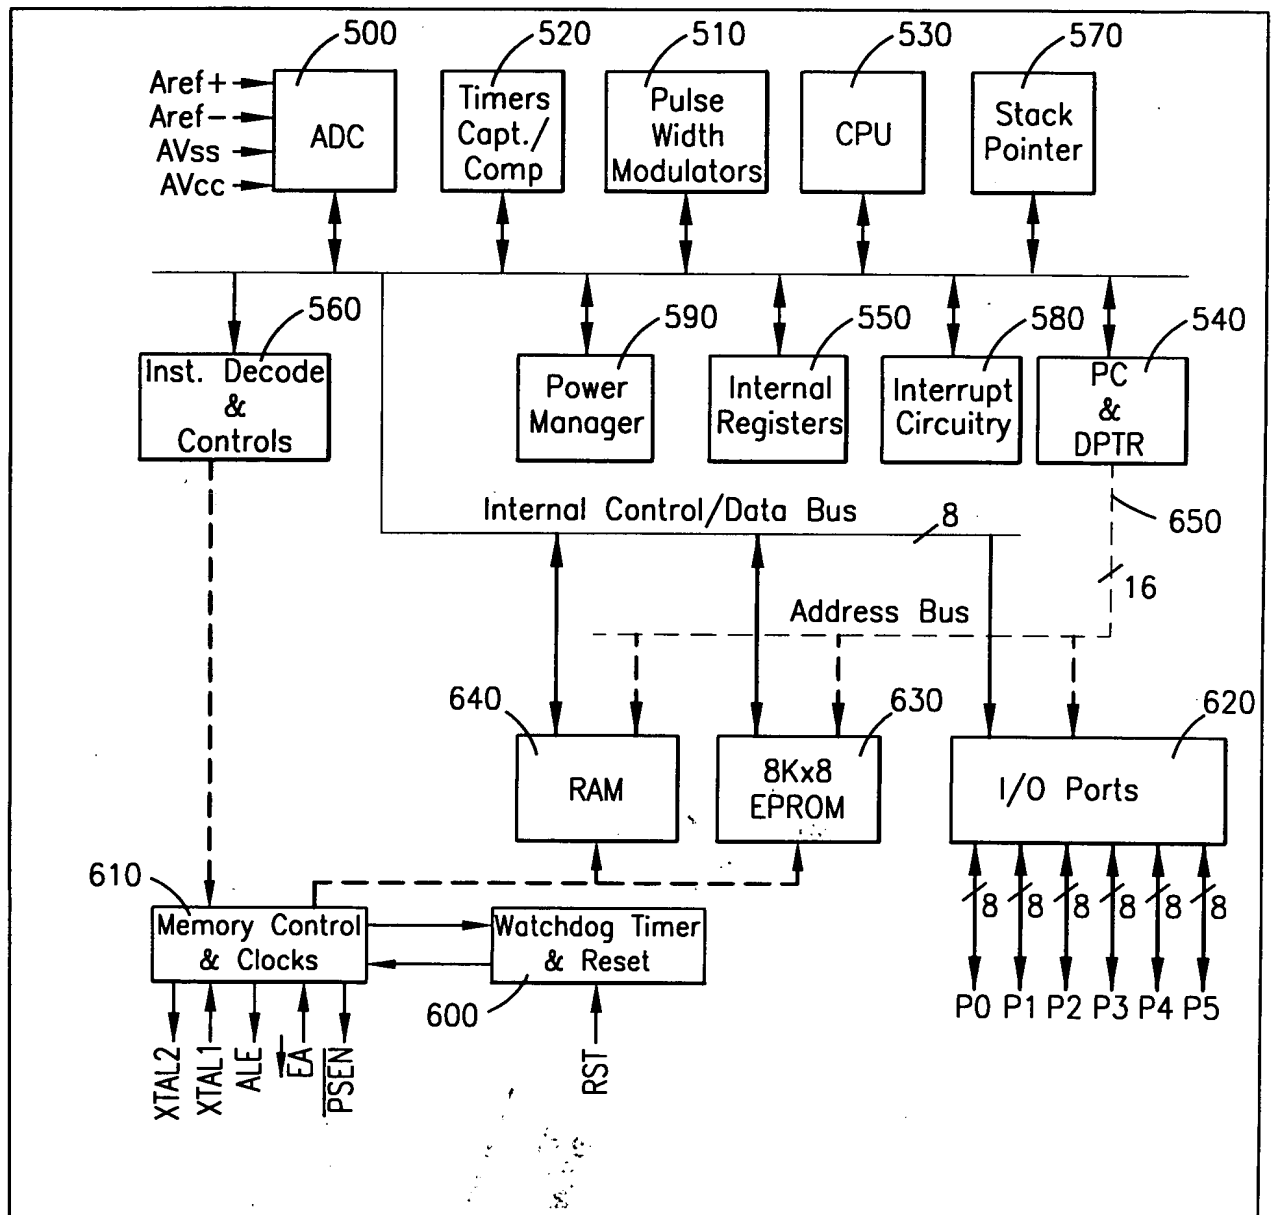 500
520
510
530
570
Aref+
Aref-
AVss
AVcc
ADC
Timers
Capt./
Comp
Pulse
Width
Modulators
CPU
Stack
Pointer
560
590
550
580
540
Inst. Decode
&
Controls
Power
Manager
Internal
Registers
Interrupt
Circuitry
PC
&
DPTR
Internal Control/Data Bus
8
650
16
Address Bus
640
630
620
RAM
8Kx8
EPROM
I/O Ports
610
Memory Control
& Clocks
Watchdog Timer
& Reset
600
8
8
8
8
8
8
P0
P1
P2
P3
P4
P5
XTAL2
XTAL1
ALE
EA
PSEN
RST